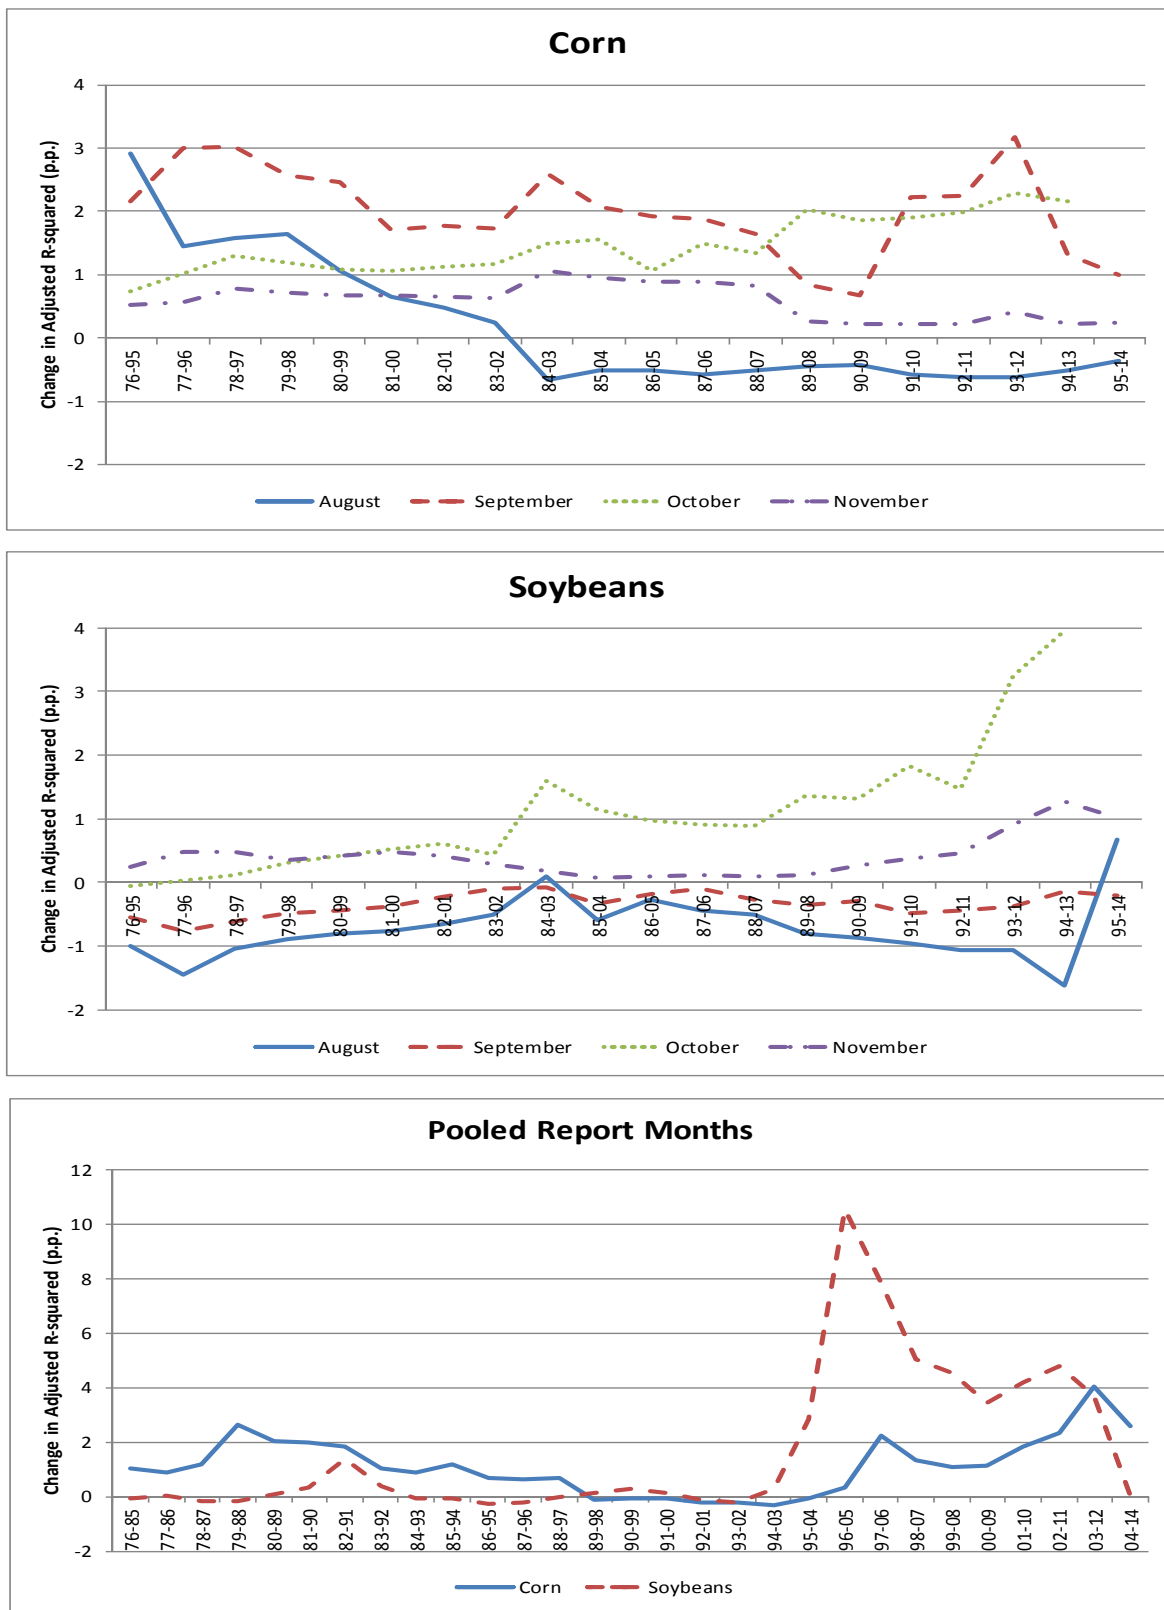 Corn
Change in Adjusted R-squared (p.p.)
4
3
2
1
0
-1
-2
76-95 77-96 78-97 79-98 80-99 81-00 82-01 83-02 84-03 85-04 86-05 87-06 88-07 89-08 90-09 91-10 92-11 93-12 94-13 95-14
August September October November
Soybeans
Change in Adjusted R-squared (p.p.)
4
3
2
1
0
-1
-2
76-95 77-96 78-97 79-98 80-99 81-00 82-01 83-02 84-03 85-04 86-05 87-06 88-07 89-08 90-09 91-10 92-11 93-12 94-13 95-14
August September October November
Pooled Report Months
Change in Adjusted R-squared (p.p.)
12
10
8
6
4
2
0
-2
76-85 77-86 78-87 79-88 80-89 81-90 82-91 83-92 84-93 85-94 86-95 87-96 88-97 89-98 90-99 91-00 92-01 93-02 94-03 95-04 96-05 97-06 98-07 99-08 00-09 01-10 02-11 03-12 04-14
Corn Soybeans